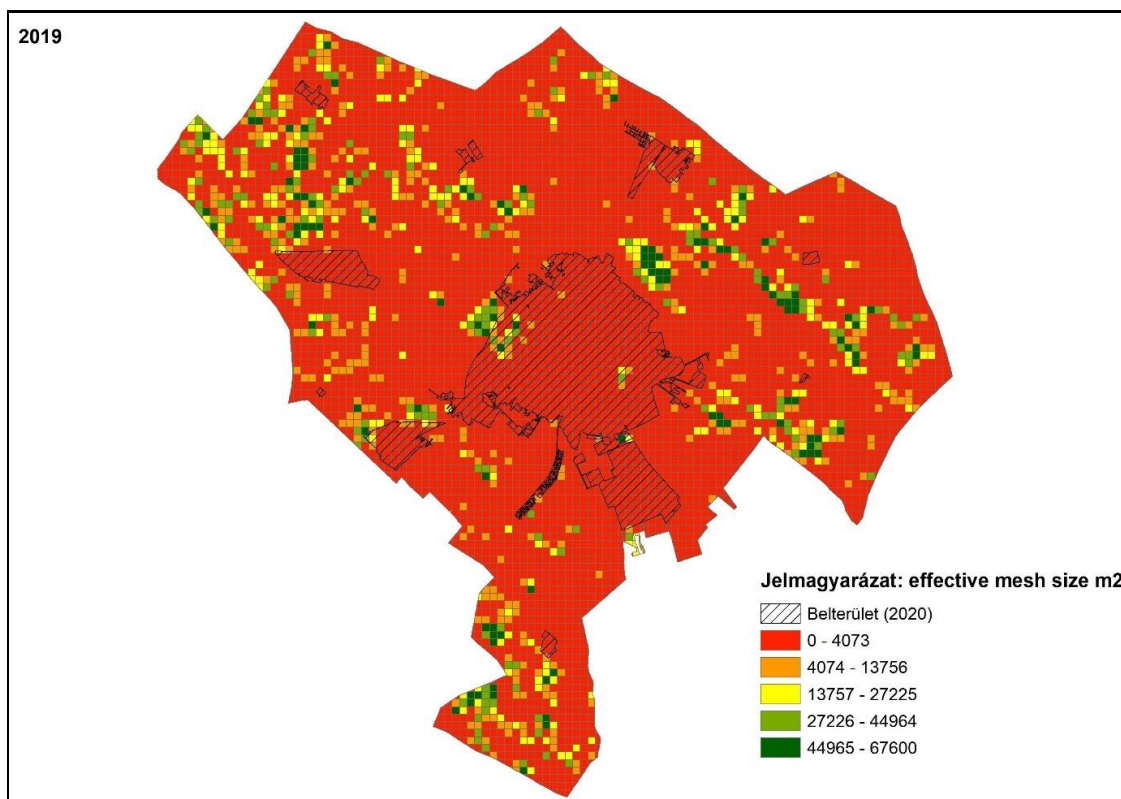 2019
Jelmagyarázat: effective mesh size m2
Belterület (2020)
0 - 4073
4074 - 13756
13757 - 27225
27226 - 44964
44965 - 67600